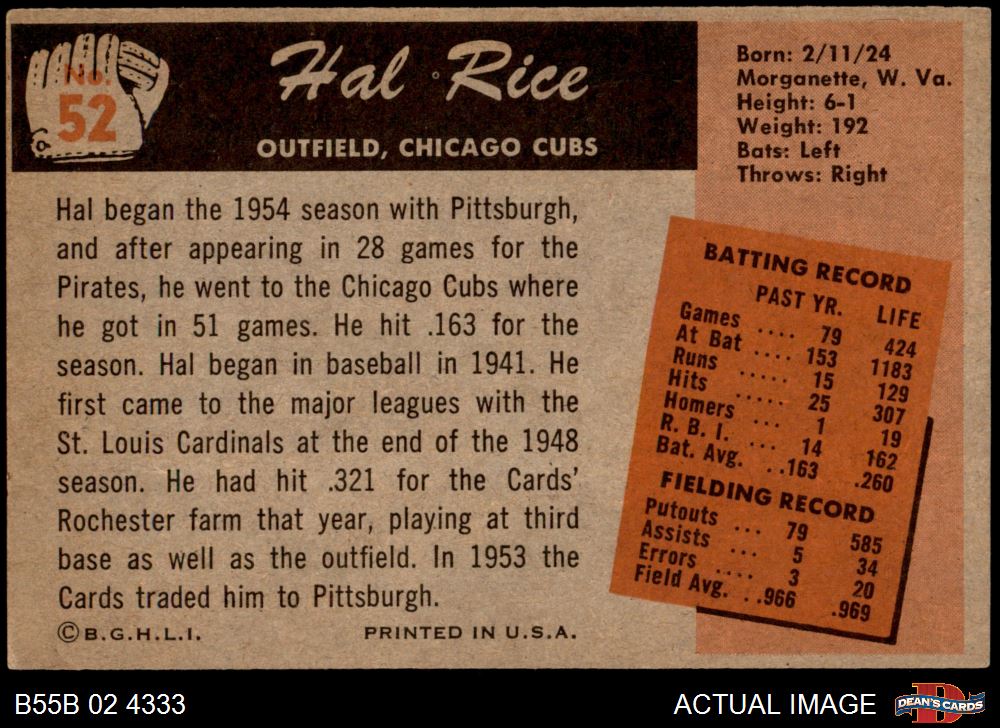 No.
52
Hal Rice
OUTFIELD, CHICAGO CUBS
Born: 2/11/24
Morganette, W. Va.
Height: 6-1
Weight: 192
Bats: Left
Throws: Right
Hal began the 1954 season with Pittsburgh,
and after appearing in 28 games for the
Pirates, he went to the Chicago Cubs where
he got in 51 games. He hit .163 for the
season. Hal began in baseball in 1941. He
first came to the major leagues with the
St. Louis Cardinals at the end of the 1948
season. He had hit .321 for the Cards'
Rochester farm that year, playing at third
base as well as the outfield. In 1953 the
Cards traded him to Pittsburgh.
© B.G.H.L.I. PRINTED IN U.S.A.
BATTING RECORD
PAST YR. LIFE
Games .... 79 424
At Bat .... 153 1183
Runs ..... 15 129
Hits ..... 25 307
Homers ... 1 19
R. B. I. ... 14 162
Bat. Avg. ..163 .260
FIELDING RECORD
Putouts ... 79 585
Assists ... 5 34
Errors .... 3 20
Field Avg. ..966 .969
B55B 02 4333
ACTUAL IMAGE
D
DEAN'S CARDS